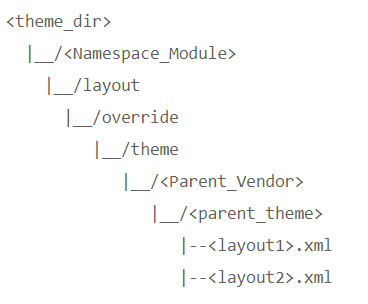 <theme_dir>
  |__/<Namespace_Module>
    |__/layout
      |__/override
         |__/theme
            |__/<Parent_Vendor>
               |__/<parent_theme>
                  |--<layout1>.xml
                  |--<layout2>.xml